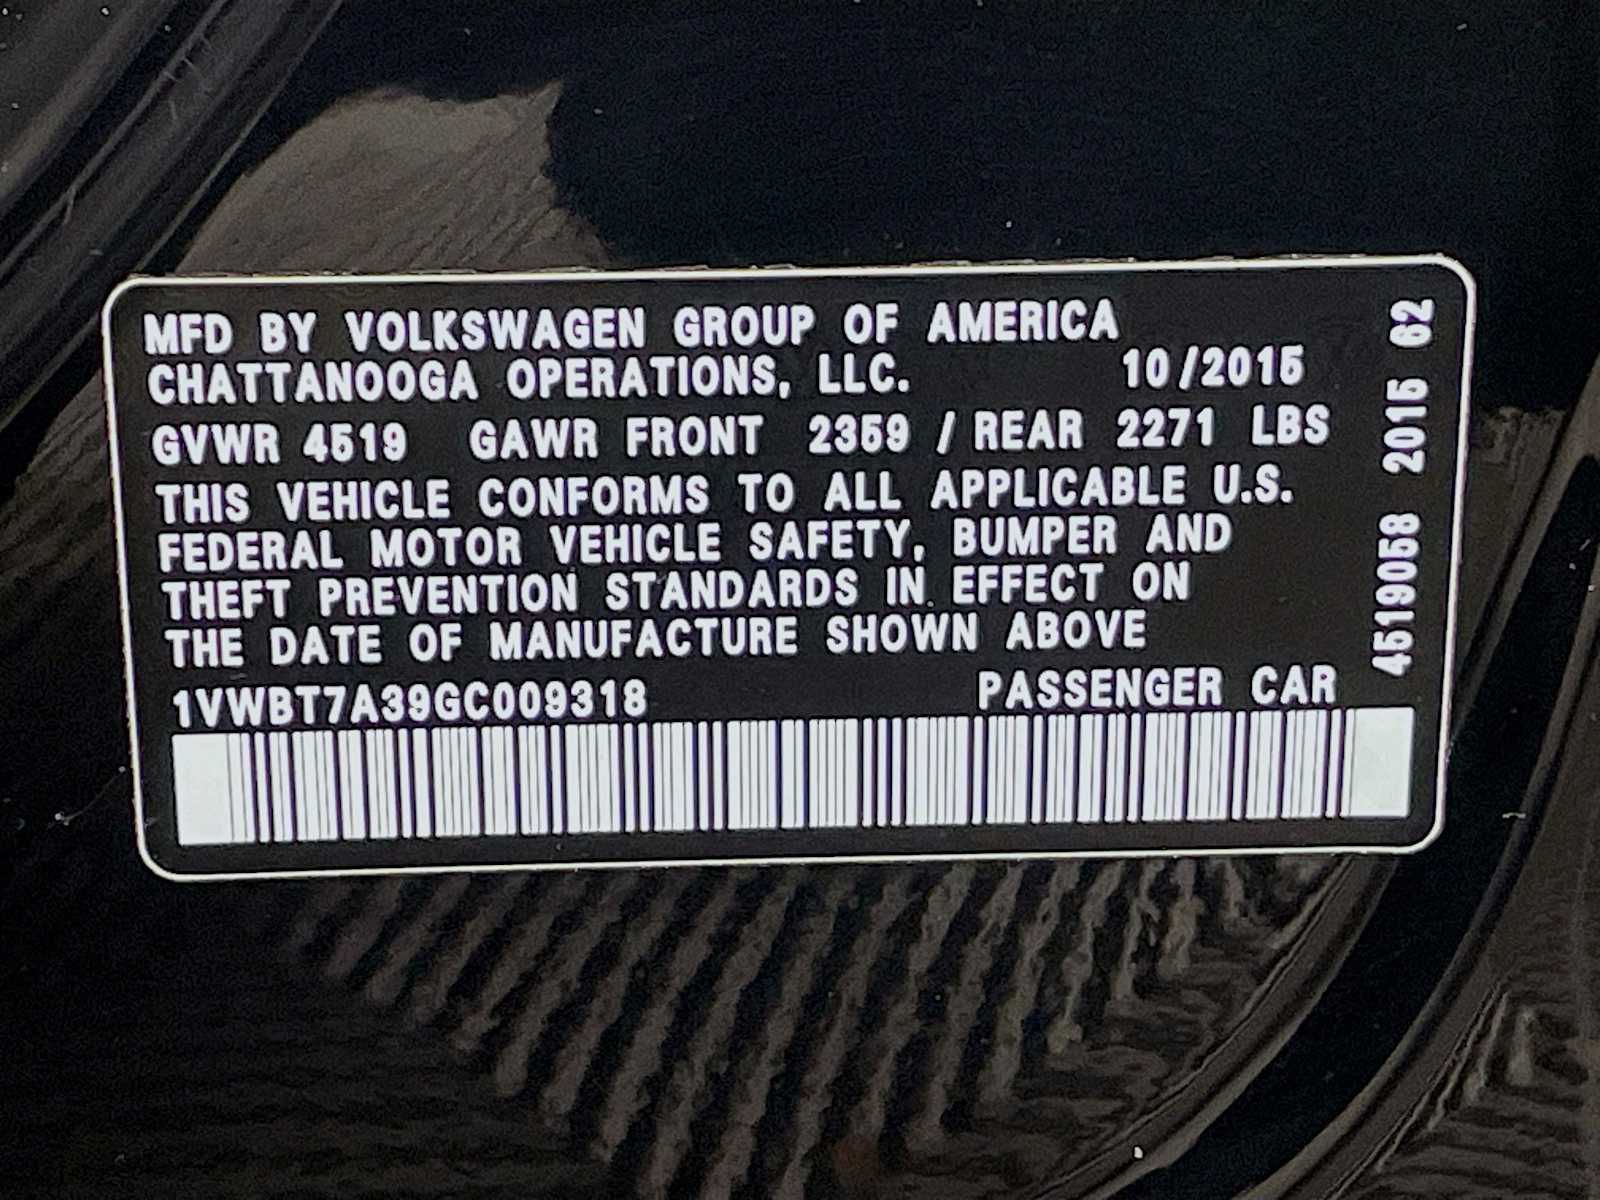 MFD BY VOLKSWAGEN GROUP OF AMERICA
CHATTANOOGA OPERATIONS, LLC. 10/2015
GVWR 4519 GAWR FRONT 2359 / REAR 2271 LBS
THIS VEHICLE CONFORMS TO ALL APPLICABLE U.S.
FEDERAL MOTOR VEHICLE SAFETY, BUMPER AND
THEFT PREVENTION STANDARDS IN EFFECT ON
THE DATE OF MANUFACTURE SHOWN ABOVE
1VWBT7A39GC009318 PASSENGER CAR
4519058 2015 62